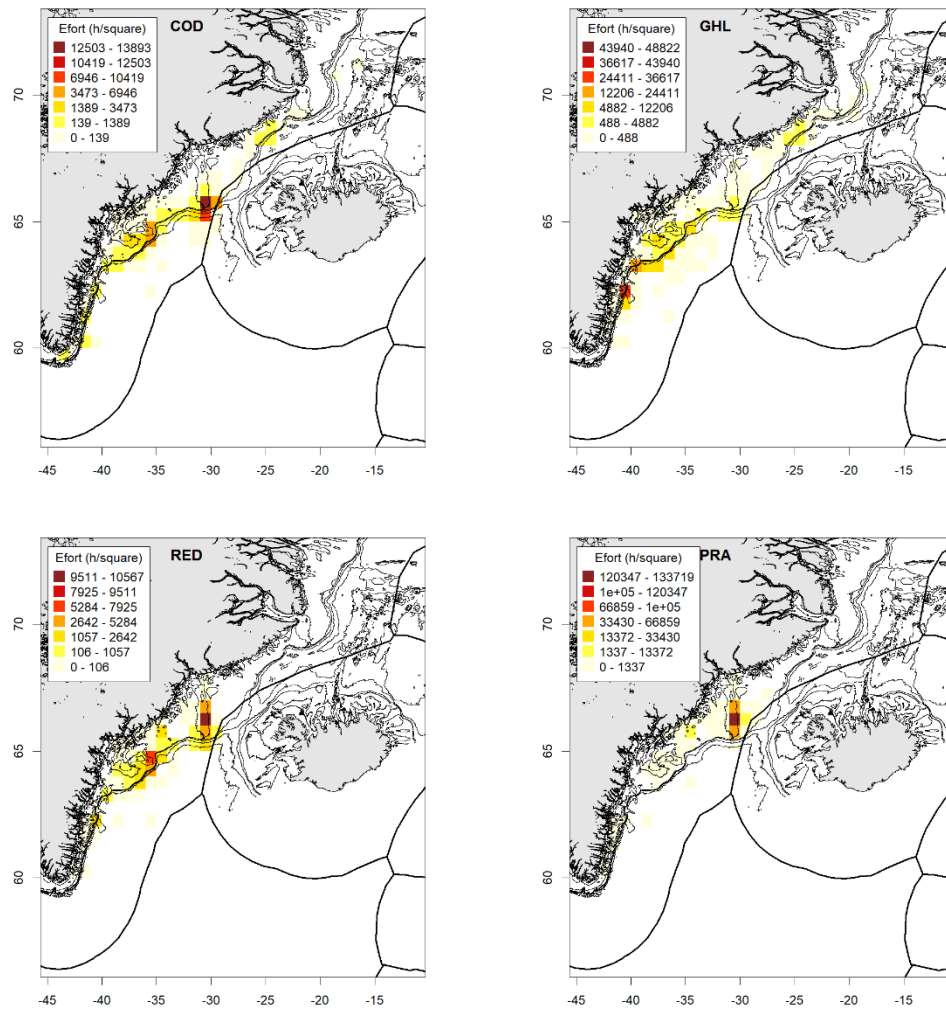 Efort (h/square)
COD
12503 - 13893
10419 - 12503
6946 - 10419
3473 - 6946
1389 - 3473
139 - 1389
0 - 139
70
65
60
-45 -40 -35 -30 -25 -20 -15
Efort (h/square)
GHL
43940 - 48822
36617 - 43940
24411 - 36617
12206 - 24411
4882 - 12206
488 - 4882
0 - 488
70
65
60
-45 -40 -35 -30 -25 -20 -15
Efort (h/square)
RED
9511 - 10567
7925 - 9511
5284 - 7925
2642 - 5284
1057 - 2642
106 - 1057
0 - 106
70
65
60
-45 -40 -35 -30 -25 -20 -15
Efort (h/square)
PRA
120347 - 133719
1e+05 - 120347
66859 - 1e+05
33430 - 66859
13372 - 33430
1337 - 13372
0 - 1337
70
65
60
-45 -40 -35 -30 -25 -20 -15